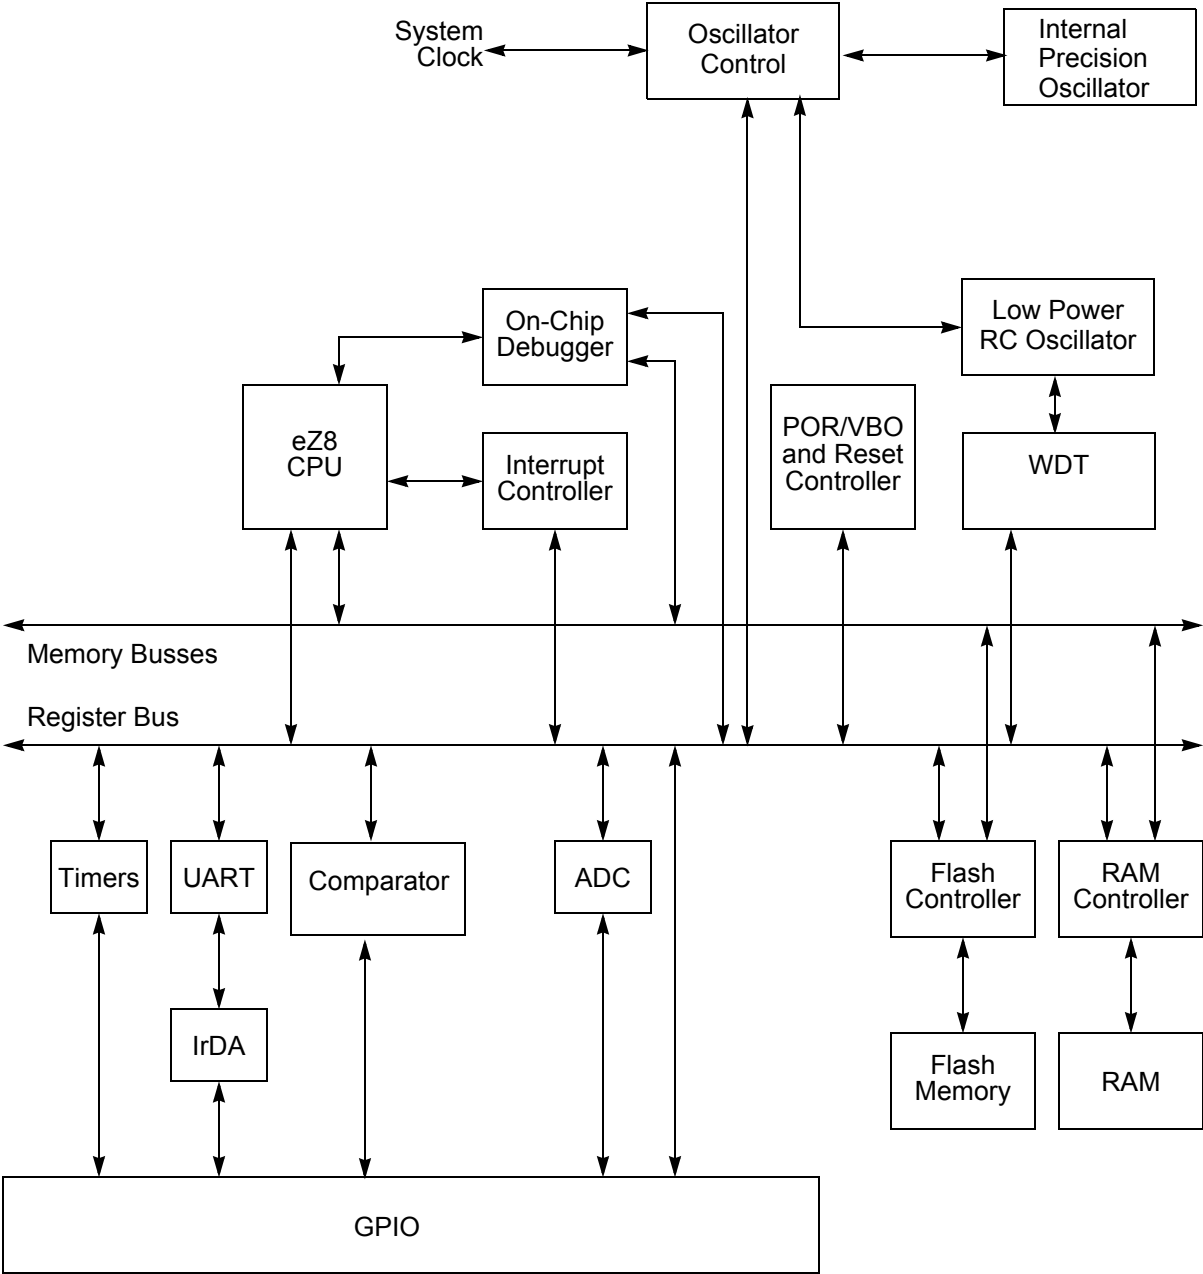 System
Clock
Oscillator
Control
Internal
Precision
Oscillator
On-Chip
Debugger
Low Power
RC Oscillator
eZ8
CPU
Interrupt
Controller
POR/VBO
and Reset
Controller
WDT
Memory Busses
Register Bus
Timers
UART
Comparator
ADC
Flash
Controller
RAM
Controller
IrDA
Flash
Memory
RAM
GPIO